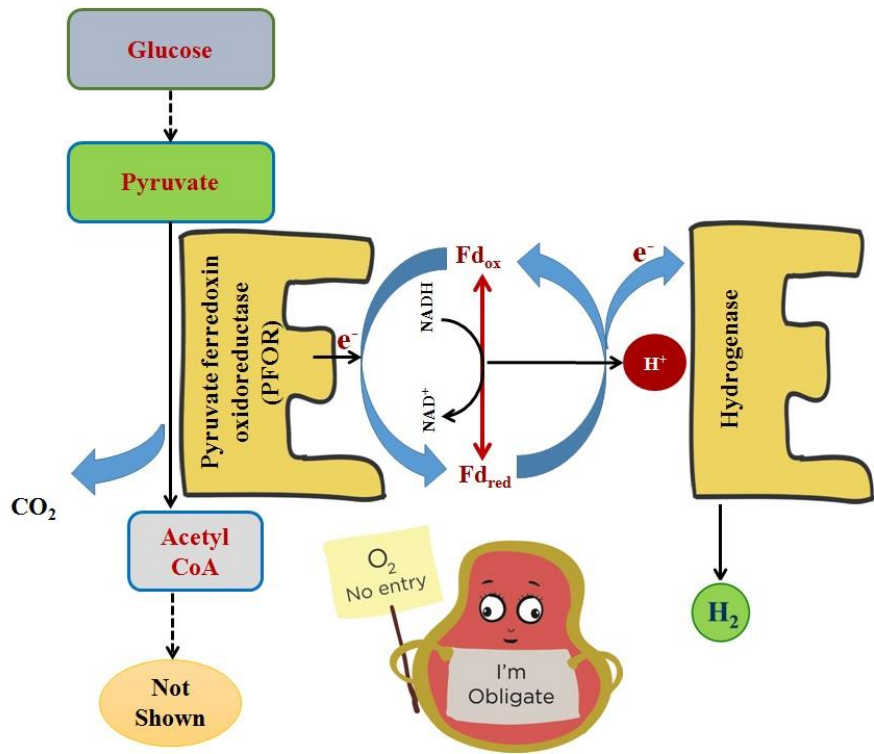 Glucose
Pyruvate
Pyruvate ferredoxin
oxidoreductase
(PFOR)
e⁻
NADH
NAD⁺
Fdox
Fdred
e⁻
H⁺
Hydrogenase
CO₂
Acetyl
CoA
O₂
No entry
I'm
Obligate
H₂
Not
Shown